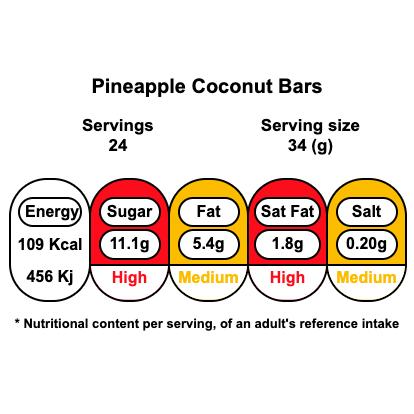 Pineapple Coconut Bars
Servings Serving size
24 34 (g)
Energy Sugar Fat Sat Fat Salt
109 Kcal 11.1g 5.4g 1.8g 0.20g
456 Kj High Medium High Medium
* Nutritional content per serving, of an adult's reference intake